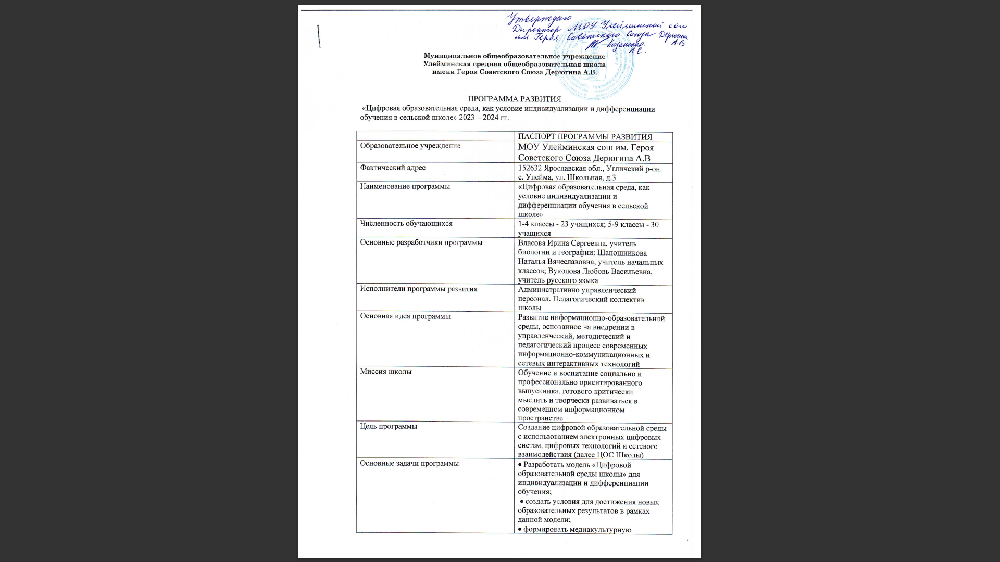 Утверждаю
Директор МОУ Улейминской сош
им. Героя Советского Союза Дерюгина
А.В
Казанская
А.Е.
Муниципальное общеобразовательное учреждение
Улейминская средняя общеобразовательная школа
имени Героя Советского Союза Дерюгина А.В.
ПРОГРАММА РАЗВИТИЯ
«Цифровая образовательная среда, как условие индивидуализации и дифференциации
обучения в сельской школе» 2023 – 2024 гг.
ПАСПОРТ ПРОГРАММЫ РАЗВИТИЯ
Образовательное учреждение
МОУ Улейминская сош им. Героя
Советского Союза Дерюгина А.В
Фактический адрес
152632 Ярославская обл., Угличский р-он.
с. Улейма, ул. Школьная, д.3
Наименование программы
«Цифровая образовательная среда, как
условие индивидуализации и
дифференциации обучения в сельской
школе»
Численность обучающихся
1-4 классы - 23 учащихся; 5-9 классы - 30
учащихся
Основные разработчики программы
Власова Ирина Сергеевна, учитель
биологии и географии; Шапошникова
Наталья Вячеславовна, учитель начальных
классов; Вуколова Любовь Васильевна,
учитель русского языка
Исполнители программы развития
Административно управленческий
персонал. Педагогический коллектив
школы
Основная идея программы
Развитие информационно-образовательной
среды, основанное на внедрении в
управленческий, методический и
педагогический процесс современных
информационно-коммуникационных и
сетевых интерактивных технологий
Миссия школы
Обучение и воспитание социально и
профессионально ориентированного
выпускника, готового критически
мыслить и творчески развиваться в
современном информационном
пространстве
Цель программы
Создание цифровой образовательной среды
с использованием электронных цифровых
систем, цифровых технологий и сетевого
взаимодействия (далее ЦОС Школы)
Основные задачи программы
• Разработать модель «Цифровой
образовательной среды школы» для
индивидуализации и дифференциации
обучения;
• создать условия для достижения новых
образовательных результатов в рамках
данной модели;
• формировать медиакультурную